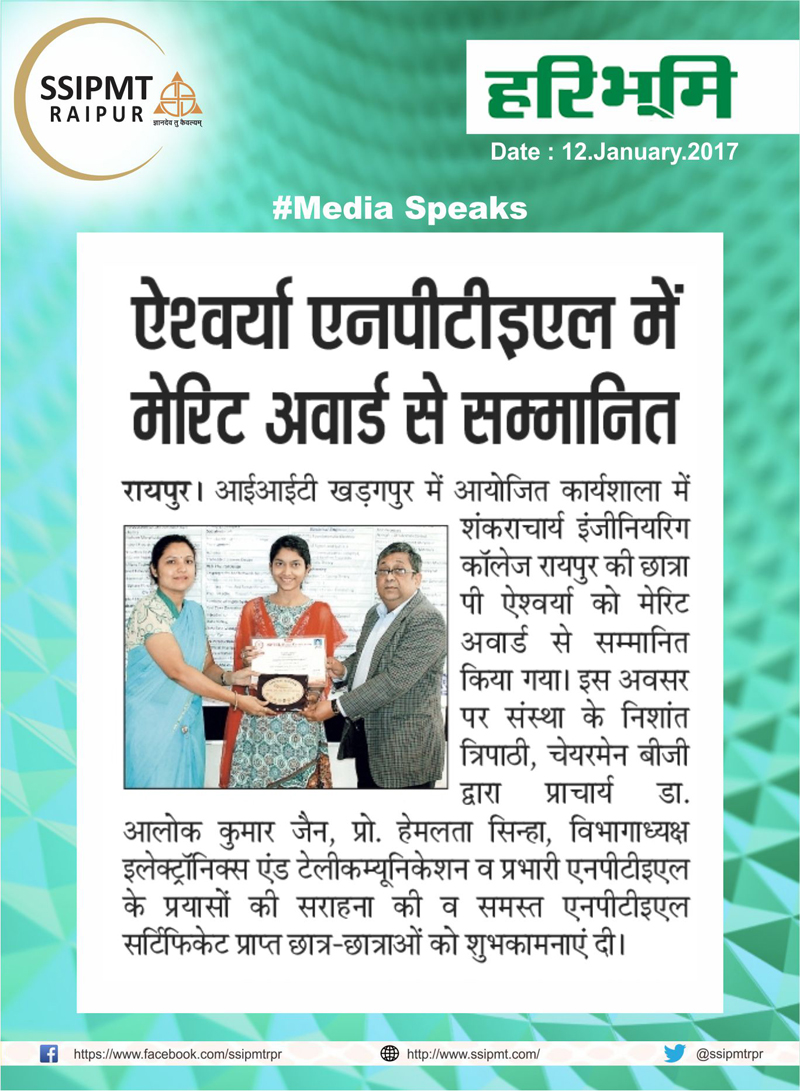 SSIPMT
RAIPUR
ज्ञानदेव तु कैवल्यम्
हरिभूमि
Date : 12.January.2017
#Media Speaks
ऐश्वर्या एनपीटीइएल में
मेरिट अवार्ड से सम्मानित
रायपुर। आईआईटी खड़गपुर में आयोजित कार्यशाला में
शंकराचार्य इंजीनियरिग
कॉलेज रायपुर की छात्रा
पी ऐश्वर्या को मेरिट
अवार्ड से सम्मानित
किया गया। इस अवसर
पर संस्था के निशांत
त्रिपाठी, चेयरमेन बीजी
द्वारा प्राचार्य डा.
आलोक कुमार जैन, प्रो. हेमलता सिन्हा, विभागाध्यक्ष
इलेक्ट्रॉनिक्स एंड टेलीकम्यूनिकेशन व प्रभारी एनपीटीइएल
के प्रयासों की सराहना की व समस्त एनपीटीइएल
सर्टिफिकेट प्राप्त छात्र-छात्राओं को शुभकामनाएं दी।
https://www.facebook.com/ssipmtrpr
http://www.ssipmt.com/
@ssipmtrpr